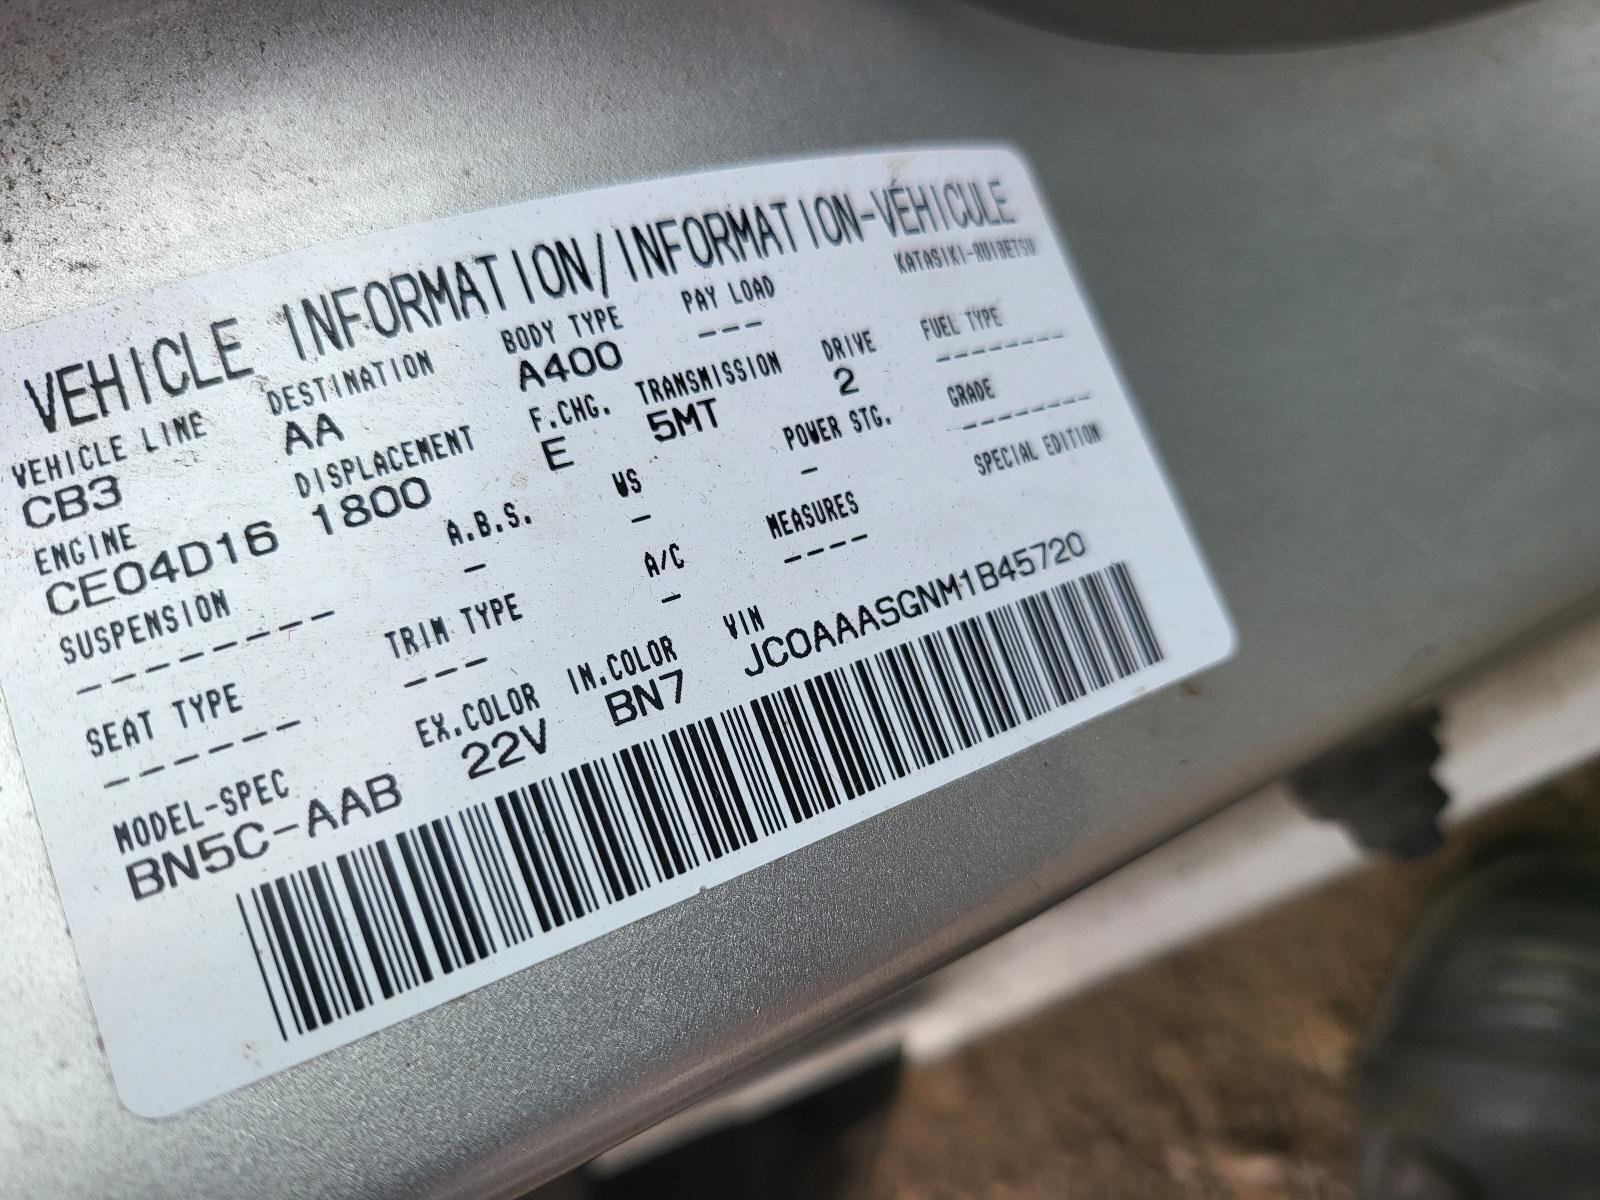 VEHICLE INFORMATION/INFORMATION-VÉHICULE
VEHICLE LINE DESTINATION BODY TYPE PAY LOAD KATASIKI-RUIBETSU
CB3 AA A400 ---
ENGINE DISPLACEMENT F.CHG. TRANSMISSION DRIVE FUEL TYPE
CE04D16 1800 E 5MT 2 --------
SUSPENSION A.B.S. WS POWER STG. GRADE
--------- - - - --------
SEAT TYPE TRIM TYPE A/C MEASURES SPECIAL EDITION
------- --- - ----
MODEL-SPEC EX.COLOR IN.COLOR VIN
BN5C-AAB 22V BN7 JC0AAASGNM1B45720